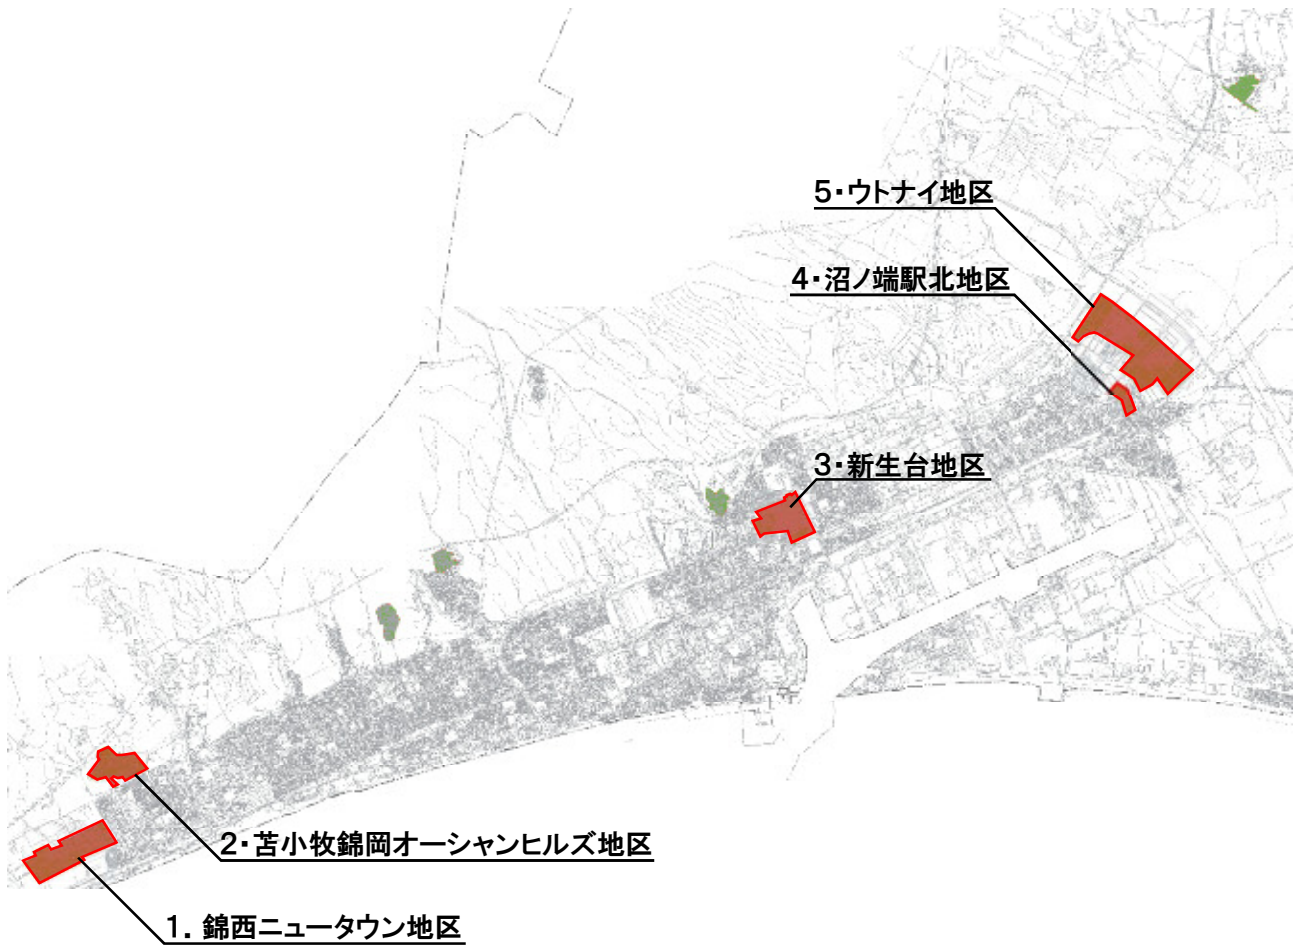 5・ウトナイ地区
4・沼ノ端駅北地区
3・新生台地区
2・苫小牧錦岡オーシャンヒルズ地区
1．錦西ニュータウン地区